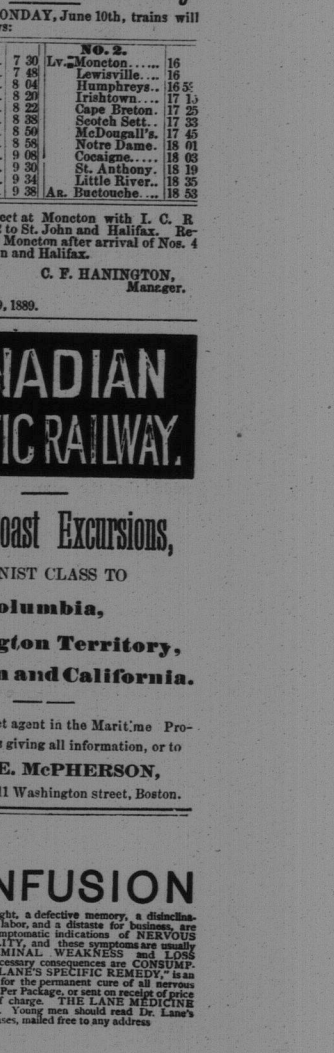 ONDAY, June 10th, trains will
s:
NO. 2.
7 30 Lv. Moncton...... 16
7 48 Lewisville.... 16
8 04 Humphreys.. 16 55
8 20 Irishtown.... 17 15
8 22 Cape Breton. 17 25
8 38 Scotch Sett.. 17 33
8 50 McDougall's. 17 45
8 58 Notre Dame. 18 01
9 08 Cocaigne..... 18 03
9 30 St. Anthony. 18 19
9 34 Little River.. 18 35
9 38 AR. Buctouche.... 18 53
ect at Moncton with I. C. R
to St. John and Halifax. Re-
Moncton after arrival of Nos. 4
n and Halifax.
C. F. HANINGTON,
Manager.
, 1889.
NADIAN
IC RAILWAY.
oast Excursions,
NIST CLASS TO
olumbia,
gton Territory,
n and California.
et agent in the Maritime Pro-
giving all information, or to
E. McPHERSON,
11 Washington street, Boston.
NFUSION
ght, a defective memory, a disinclina-
labor, and a distaste for business, are
mptomatic indications of NERVOUS
LITY, and these symptoms are usually
MINAL WEAKNESS and LOSS
cessary consequences are CONSUMP-
LANE'S SPECIFIC REMEDY," is an
for the permanent cure of all nervous
Per Package, or sent on receipt of price
f charge. THE LANE MEDICINE
Young men should read Dr. Lane's
ses, mailed free to any address